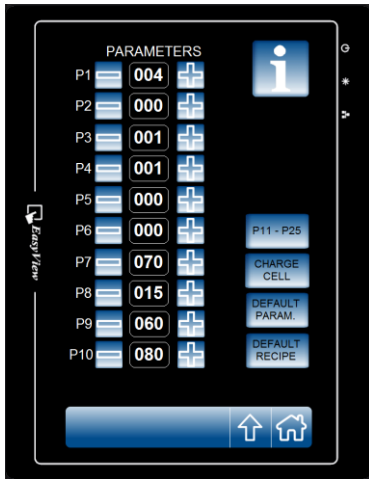 PARAMETERS
P1 004
P2 000
P3 001
P4 001
P5 000
P6 000
P7 070
P8 015
P9 060
P10 080
i
P11 - P25
CHARGE
CELL
DEFAULT
PARAM.
DEFAULT
RECIPE
EasyView